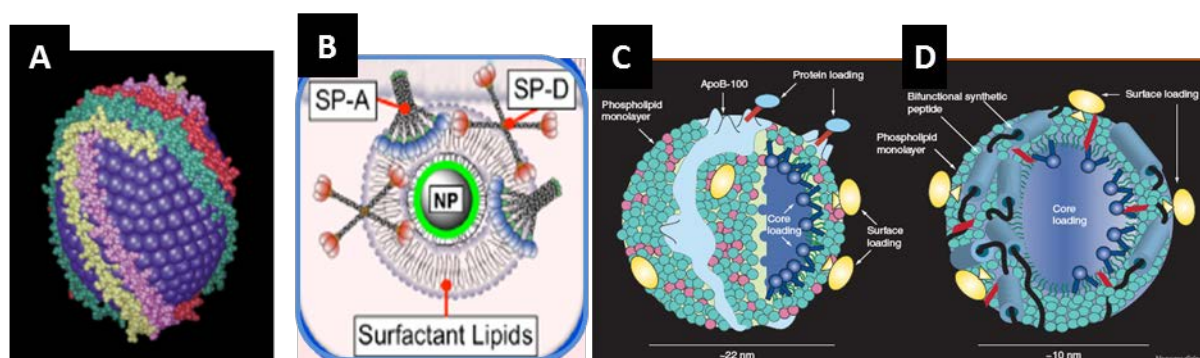 A
B
SP-A
SP-D
NP
Surfactant Lipids
C
ApoB-100
Protein loading
Phospholipid
monolayer
Core
loading
Surface
loading
~22 nm
D
Surface loading
Bifunctional synthetic
peptide
Phospholipid
monolayer
Core loading
~10 nm